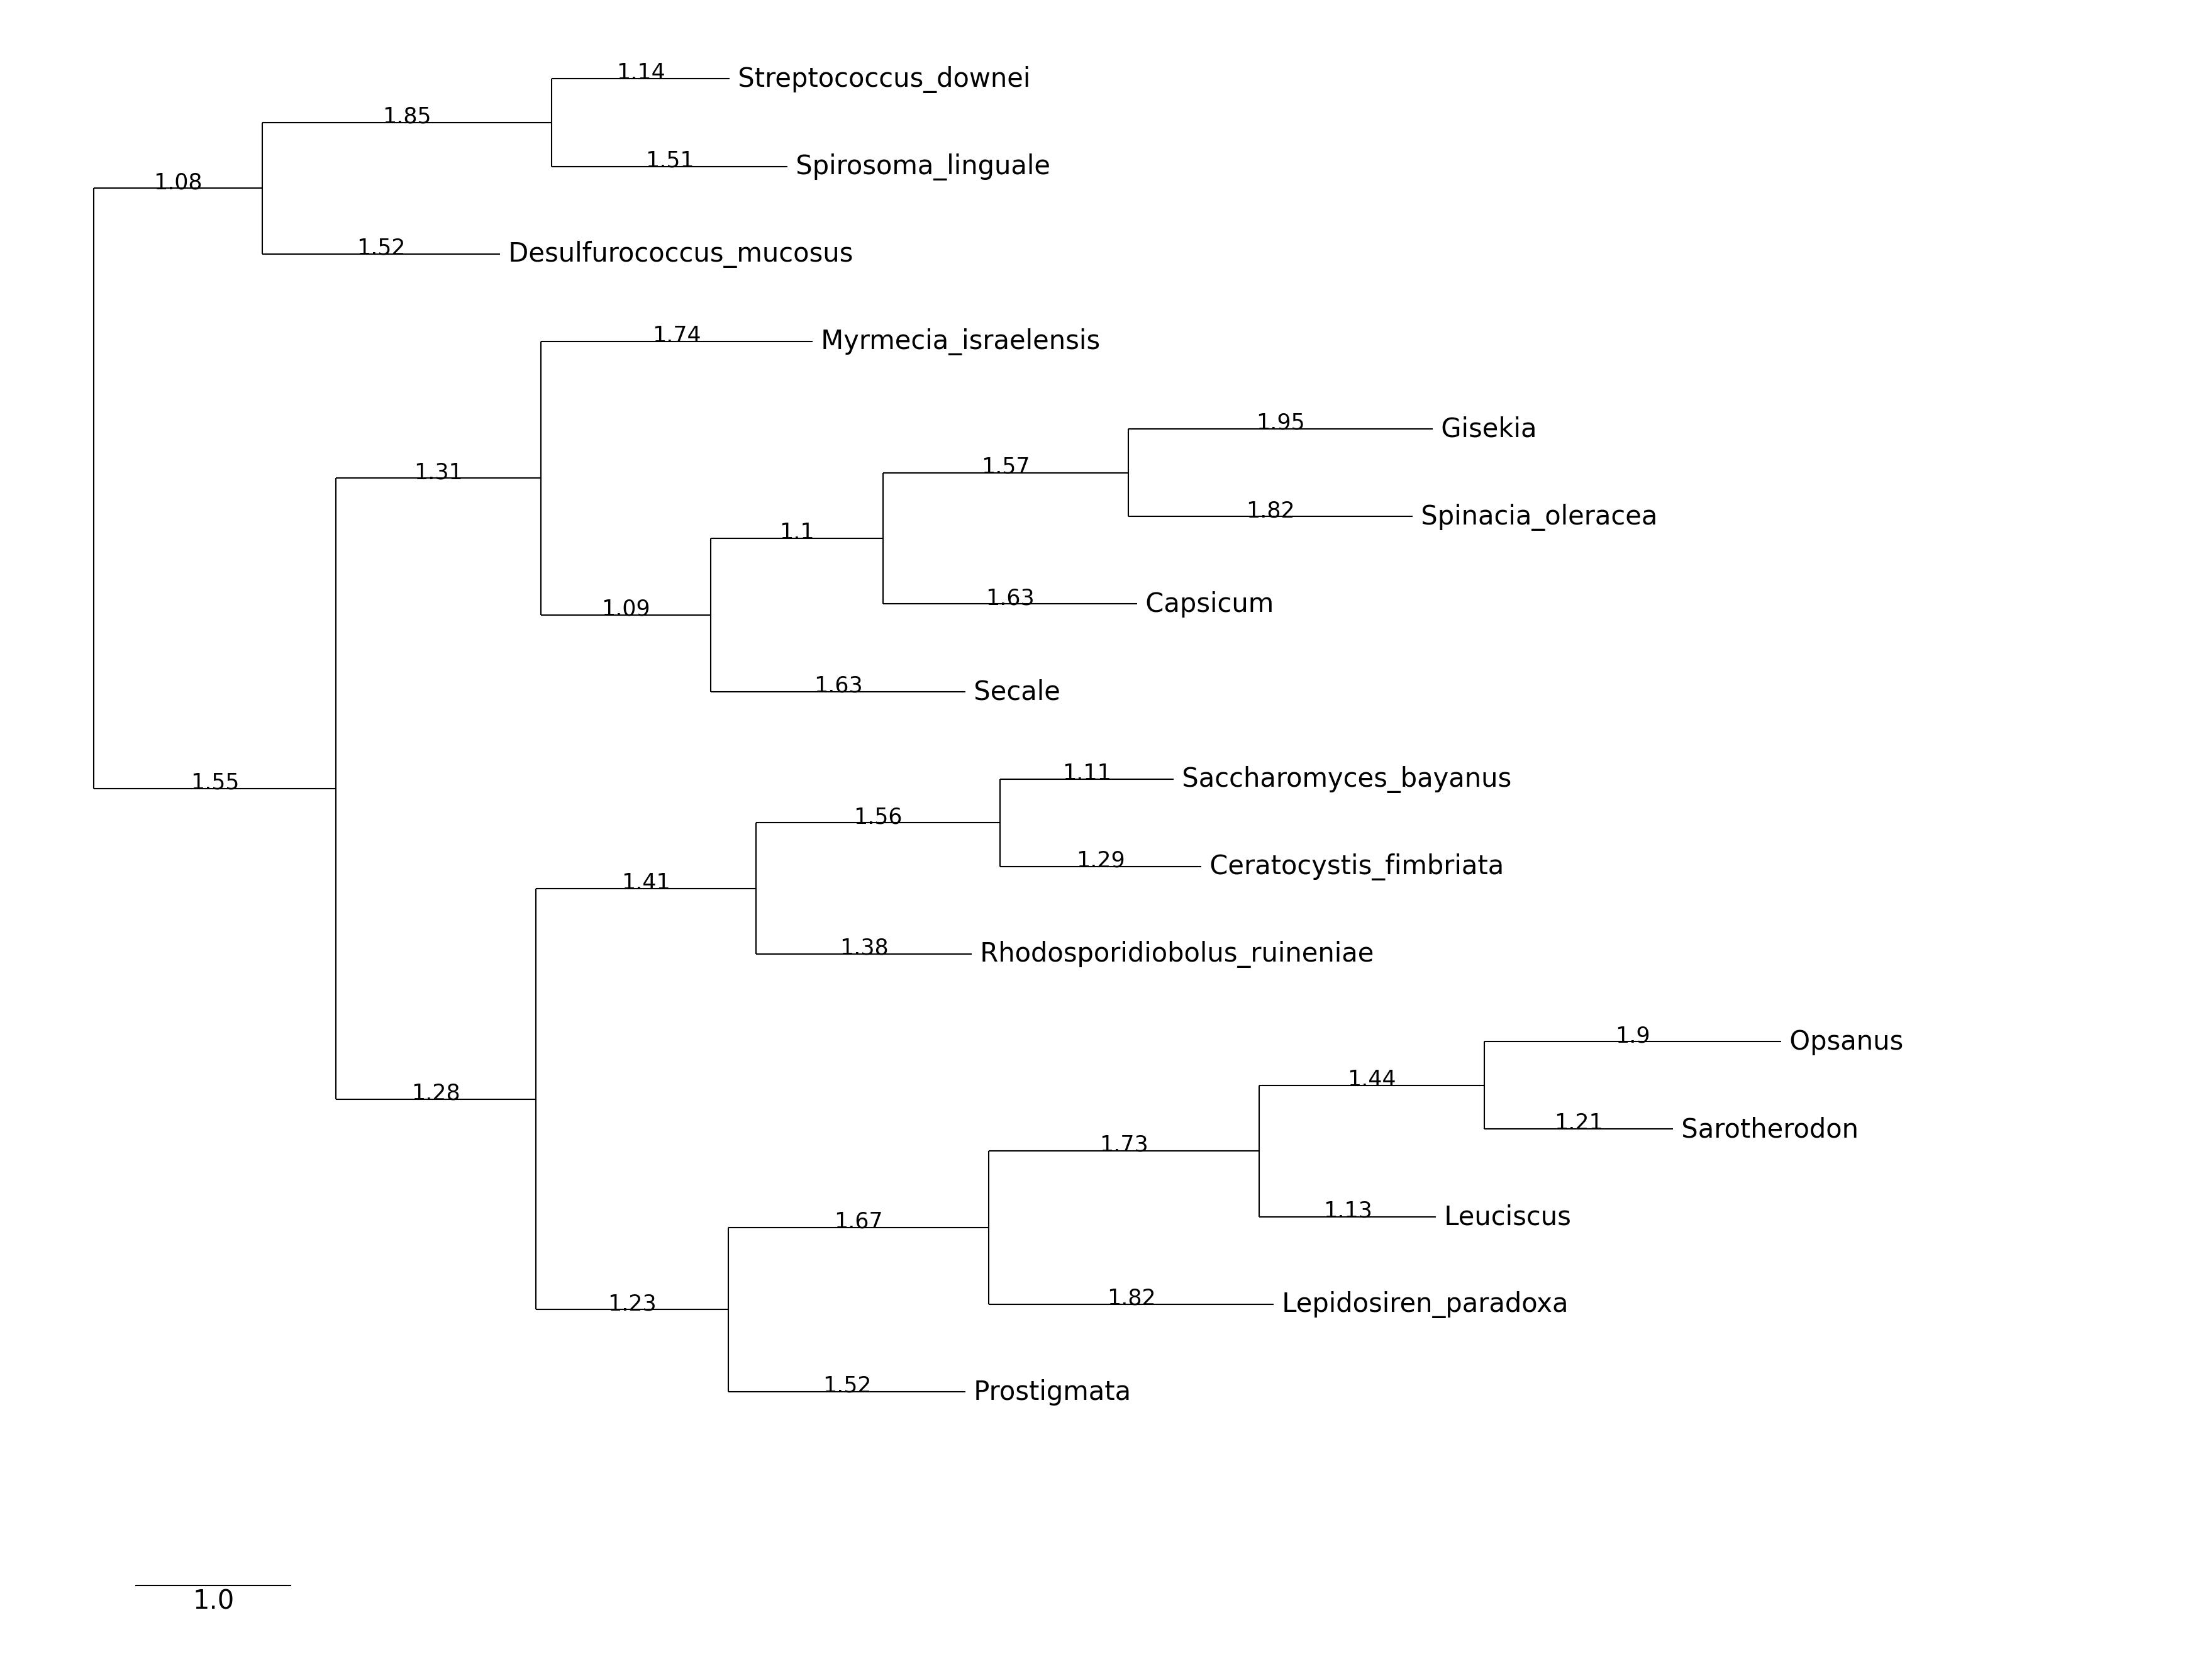 1.14 Streptococcus_downei
1.85
1.51 Spirosoma_linguale
1.08
1.52 Desulfurococcus_mucosus
1.74 Myrmecia_israelensis
1.95 Gisekia
1.31 1.57
1.82 Spinacia_oleracea
1.1
1.63 Capsicum
1.09
1.63 Secale
1.55 1.11 Saccharomyces_bayanus
1.56
1.29 Ceratocystis_fimbriata
1.41
1.38 Rhodosporidiobolus_ruineniae
1.9 Opsanus
1.28 1.44
1.21 Sarotherodon
1.73
1.13 Leuciscus
1.67
1.23 1.82 Lepidosiren_paradoxa
1.52 Prostigmata
1.0